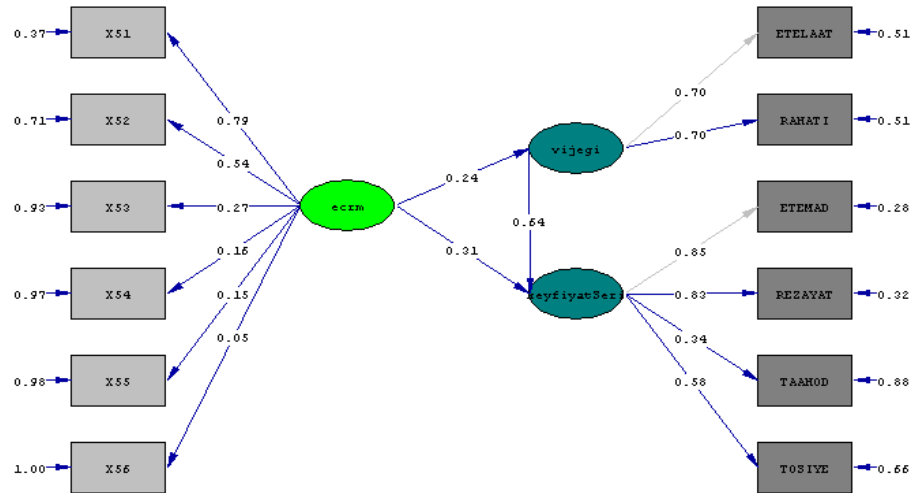 0.37 X51
0.71 X52
0.93 X53
0.97 X54
0.98 X55
1.00 X56
0.79
0.54
0.27
0.16
0.15
0.05
ecrm
0.24
0.31
vijegi
0.64
keyfiyatSer
0.70
0.70
0.85
0.83
0.34
0.58
ETELAAT 0.51
RAHATI 0.51
ETEMAD 0.28
REZAYAT 0.32
TAAHOD 0.88
TOSIYE 0.66